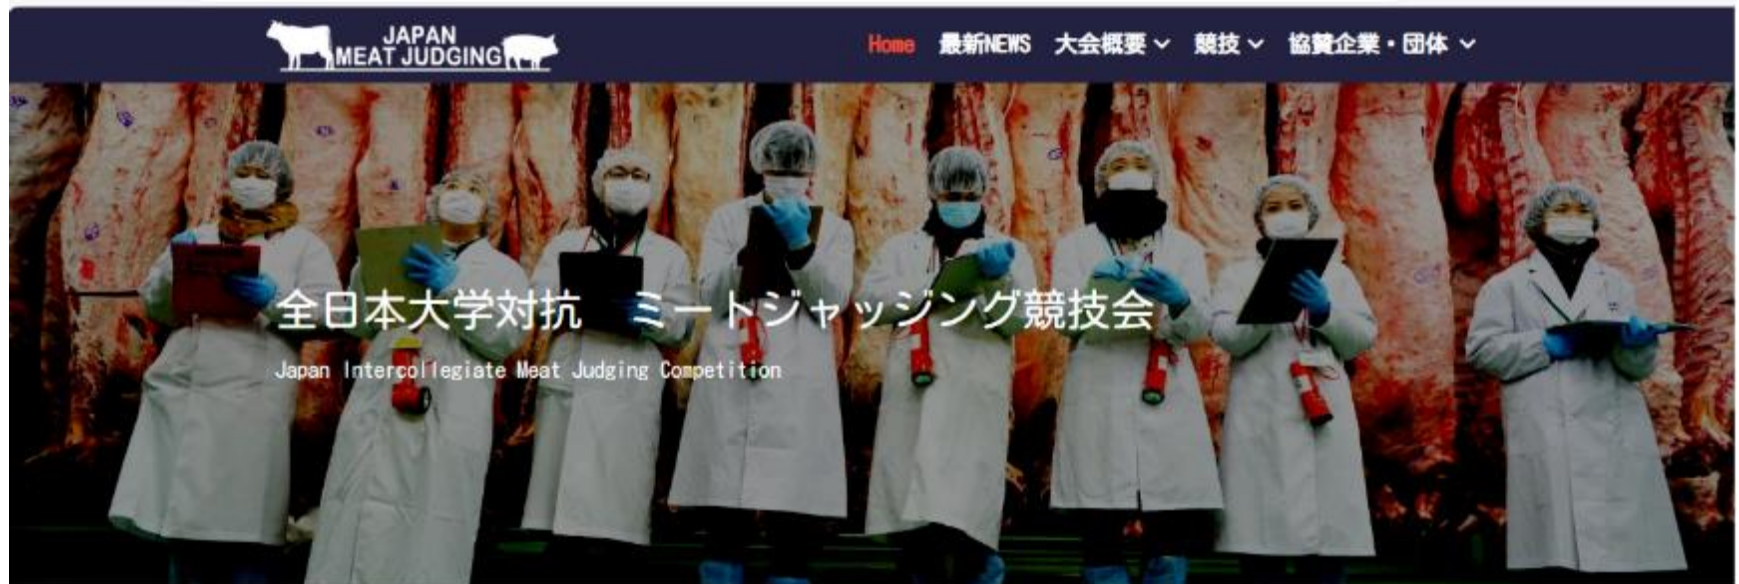 JAPAN
MEAT JUDGING
Home 最新NEWS 大会概要 競技 協賛企業・団体
全日本大学対抗　ミートジャッジング競技会
Japan Intercollegiate Meat Judging Competition